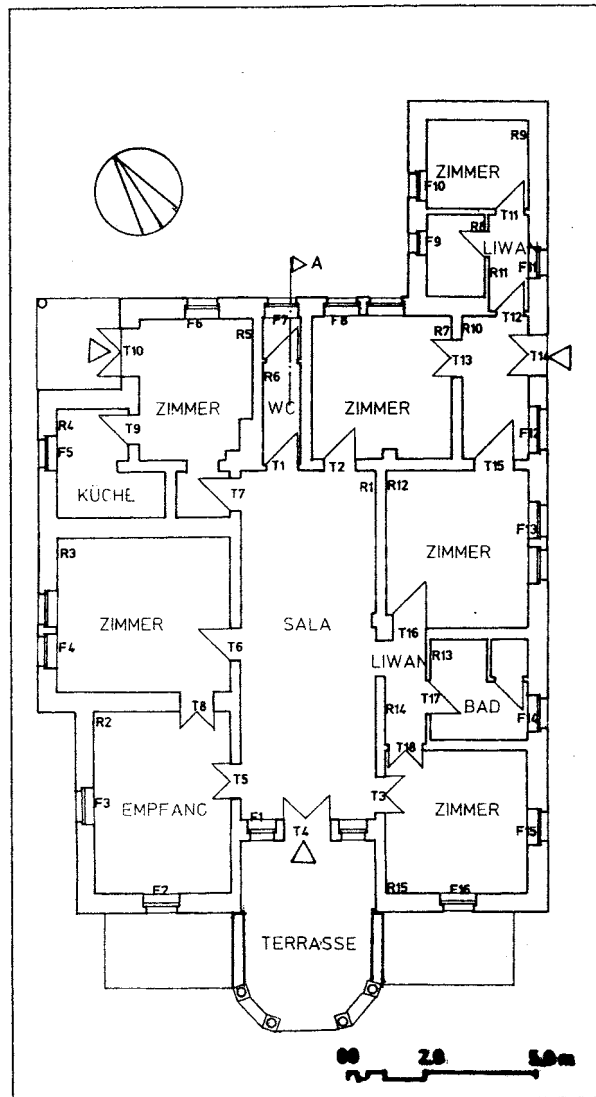 R9
ZIMMER
F10
T11
R8
F9
LIWAN
R11
F11
A
T12
F6
F7
F8
R5
R7
R10
T10
T13
T14
R6
ZIMMER
WC
ZIMMER
R4
T9
F12
F5
T1
T2
T15
R1
R12
KÜCHE
T7
F13
R3
ZIMMER
ZIMMER
SALA
T16
F4
T6
LIWAN
R13
T17
BAD
T8
R14
F14
R2
T18
T5
T3
F3
EMPFANG
F1
T4
ZIMMER
F15
F2
R15
F16
TERRASSE
00 2.0 5.0m